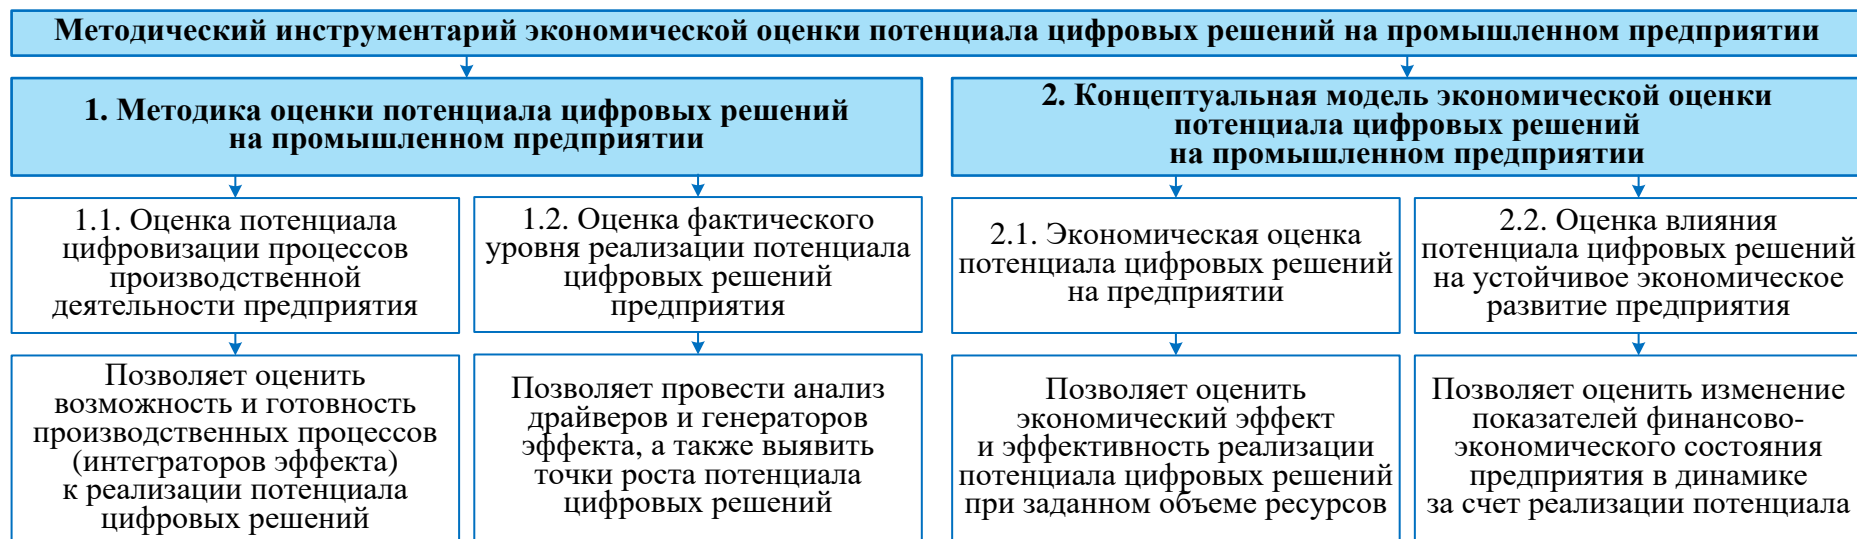 Методический инструментарий экономической оценки потенциала цифровых решений на промышленном предприятии
1. Методика оценки потенциала цифровых решений
на промышленном предприятии
2. Концептуальная модель экономической оценки
потенциала цифровых решений
на промышленном предприятии
1.1. Оценка потенциала
цифровизации процессов
производственной
деятельности предприятия
1.2. Оценка фактического
уровня реализации потенциала
цифровых решений
предприятия
2.1. Экономическая оценка
потенциала цифровых решений
на предприятии
2.2. Оценка влияния
потенциала цифровых решений
на устойчивое экономическое
развитие предприятия
Позволяет оценить
возможность и готовность
производственных процессов
(интеграторов эффекта)
к реализации потенциала
цифровых решений
Позволяет провести анализ
драйверов и генераторов
эффекта, а также выявить
точки роста потенциала
цифровых решений
Позволяет оценить
экономический эффект
и эффективность реализации
потенциала цифровых решений
при заданном объеме ресурсов
Позволяет оценить изменение
показателей финансово-
экономического состояния
предприятия в динамике
за счет реализации потенциала